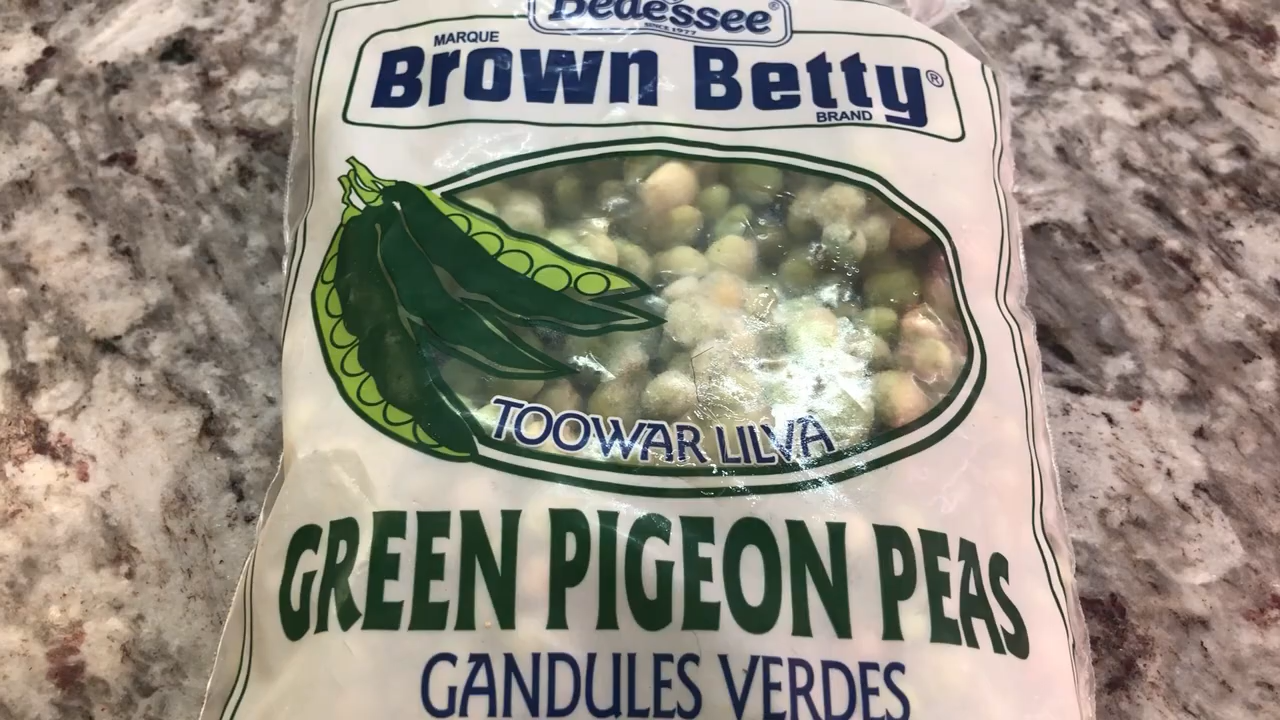 Bedessee®
SINCE 1977
MARQUE
Brown Betty®
BRAND
TOOWAR LILVA
GREEN PIGEON PEAS
GANDULES VERDES